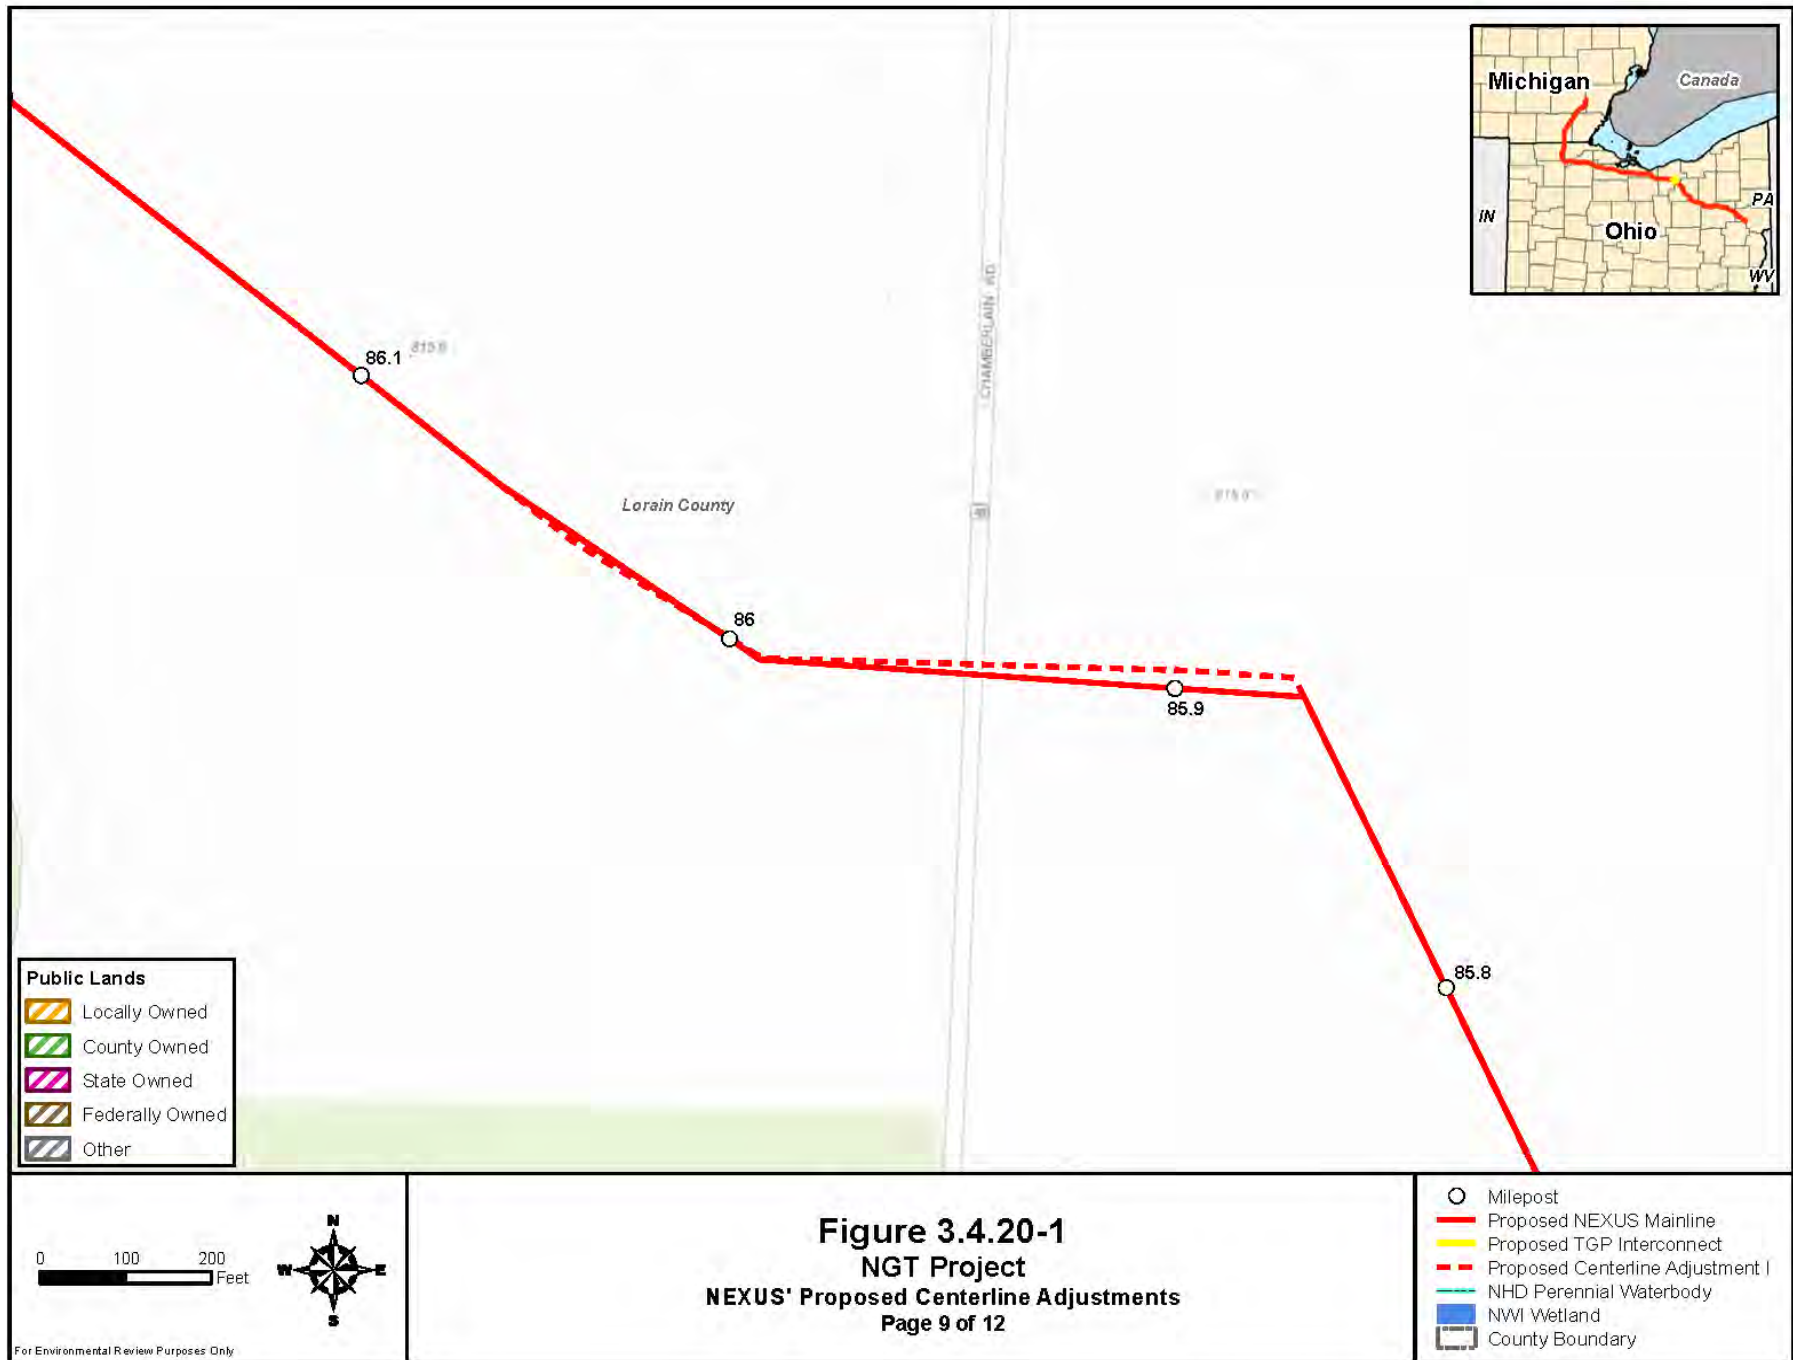 Michigan
Canada
IN
Ohio
PA
WV
CHAMBERLAIN RD
86.1
Lorain County
86
85.9
85.8
Public Lands
Locally Owned
County Owned
State Owned
Federally Owned
Other
0 100 200
Feet
N
W E
S
For Environmental Review Purposes Only
Figure 3.4.20-1
NGT Project
NEXUS' Proposed Centerline Adjustments
Page 9 of 12
Milepost
Proposed NEXUS Mainline
Proposed TGP Interconnect
Proposed Centerline Adjustment I
NHD Perennial Waterbody
NWI Wetland
County Boundary